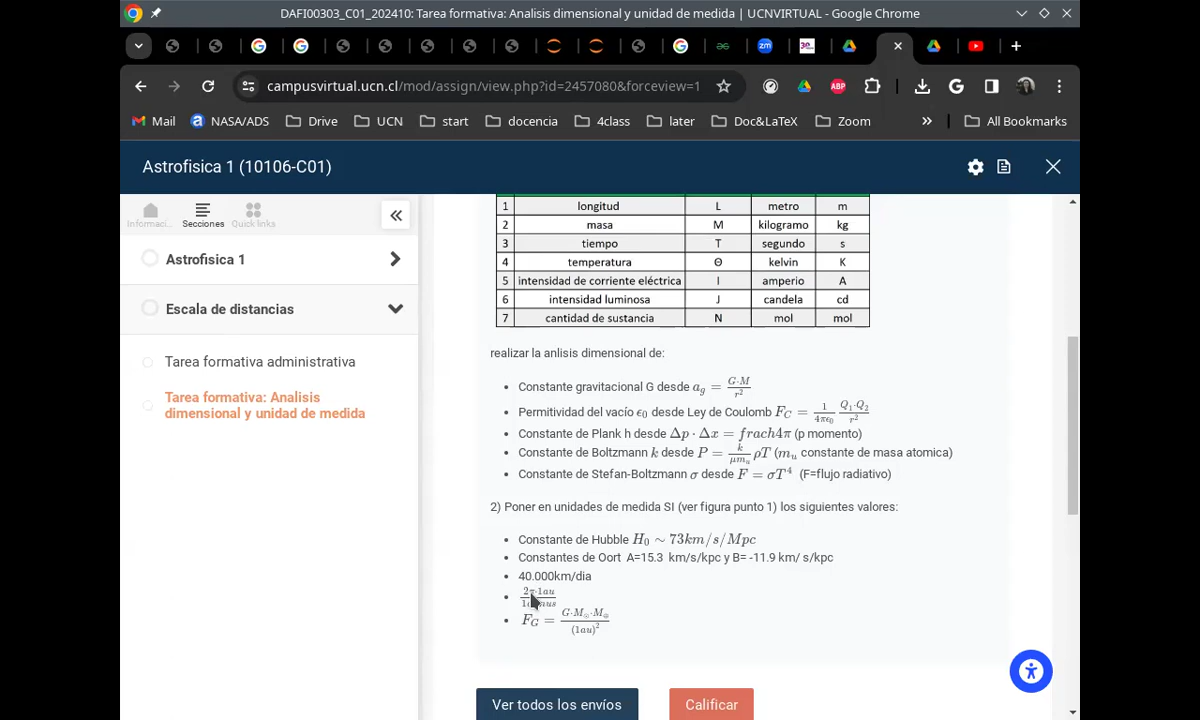 DAFI00303_C01_202410: Tarea formativa: Analisis dimensional y unidad de medida | UCNVIRTUAL - Google Chrome
campusvirtual.ucn.cl/mod/assign/view.php?id=2457080&forceview=1
Mail NASA/ADS Drive UCN start docencia 4class later Doc&LaTeX Zoom » All Bookmarks
Astrofisica 1 (10106-C01)
Informaci... Secciones Quick links
Astrofisica 1
Escala de distancias
Tarea formativa administrativa
Tarea formativa: Analisis
dimensional y unidad de medida
1 longitud L metro m
2 masa M kilogramo kg
3 tiempo T segundo s
4 temperatura Θ kelvin K
5 intensidad de corriente eléctrica I amperio A
6 intensidad luminosa J candela cd
7 cantidad de sustancia N mol mol
realizar la anlisis dimensional de:
• Constante gravitacional G desde a_g = G·M / r²
• Permitividad del vacío ϵ₀ desde Ley de Coulomb F_C = 1/(4πϵ₀) Q₁·Q₂/r²
• Constante de Plank h desde Δp · Δx = frach4π (p momento)
• Constante de Boltzmann k desde P = k/(μm_u) ρT (m_u constante de masa atomica)
• Constante de Stefan-Boltzmann σ desde F = σT⁴ (F=flujo radiativo)
2) Poner en unidades de medida SI (ver figura punto 1) los siguientes valores:
• Constante de Hubble H₀ ∼ 73km/s/Mpc
• Constantes de Oort A=15.3 km/s/kpc y B= -11.9 km/ s/kpc
• 40.000km/dia
• 2π·1au
• F_G = G·M·M / (1au)²
Ver todos los envíos Calificar
ABP